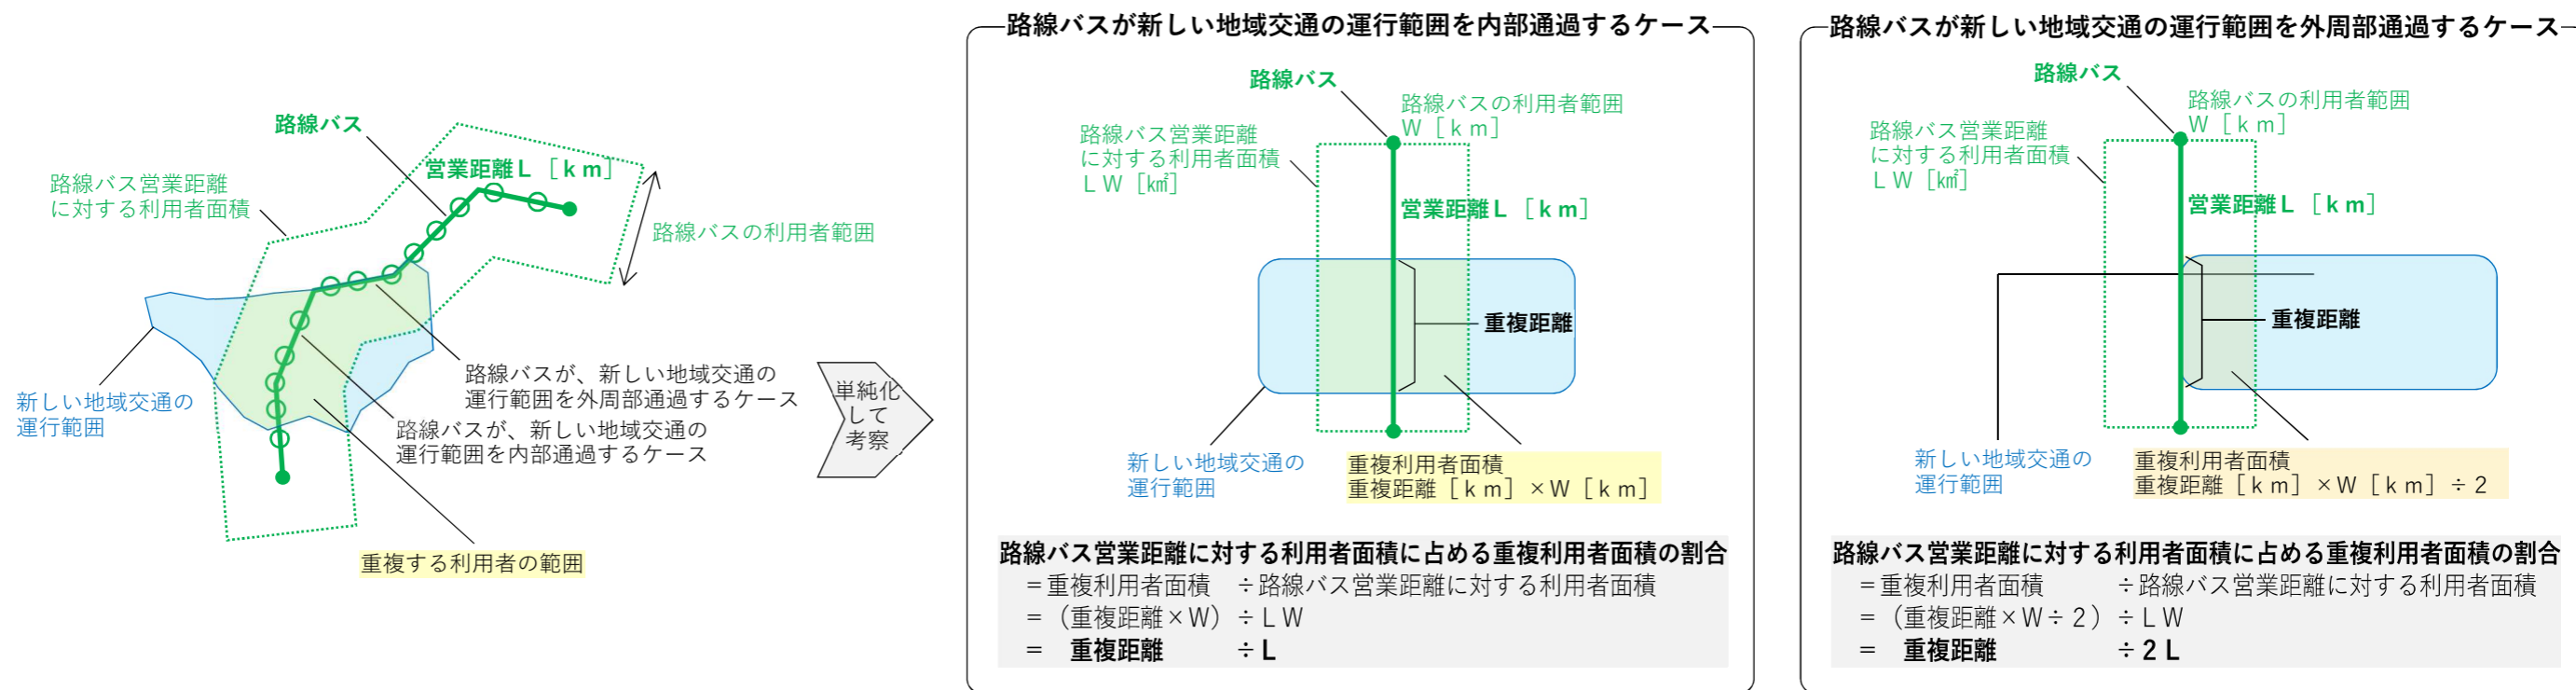 路線バス
営業距離L［km］
路線バス営業距離
に対する利用者面積
路線バスの利用者範囲
新しい地域交通の
運行範囲
路線バスが、新しい地域交通の
運行範囲を外周部通過するケース
路線バスが、新しい地域交通の
運行範囲を内部通過するケース
重複する利用者の範囲
単純化
して
考察
路線バスが新しい地域交通の運行範囲を内部通過するケース
路線バス
路線バスの利用者範囲
W［km］
路線バス営業距離
に対する利用者面積
LW［㎢］
営業距離L［km］
重複距離
新しい地域交通の
運行範囲
重複利用者面積
重複距離［km］×W［km］
路線バス営業距離に対する利用者面積に占める重複利用者面積の割合
＝重複利用者面積　÷路線バス営業距離に対する利用者面積
＝（重複距離×W）÷LW
＝　重複距離　　　÷L
路線バスが新しい地域交通の運行範囲を外周部通過するケース
路線バス
路線バスの利用者範囲
W［km］
路線バス営業距離
に対する利用者面積
LW［㎢］
営業距離L［km］
重複距離
新しい地域交通の
運行範囲
重複利用者面積
重複距離［km］×W［km］÷2
路線バス営業距離に対する利用者面積に占める重複利用者面積の割合
＝重複利用者面積　　　÷路線バス営業距離に対する利用者面積
＝（重複距離×W÷2）÷LW
＝　重複距離　　　　　÷2L